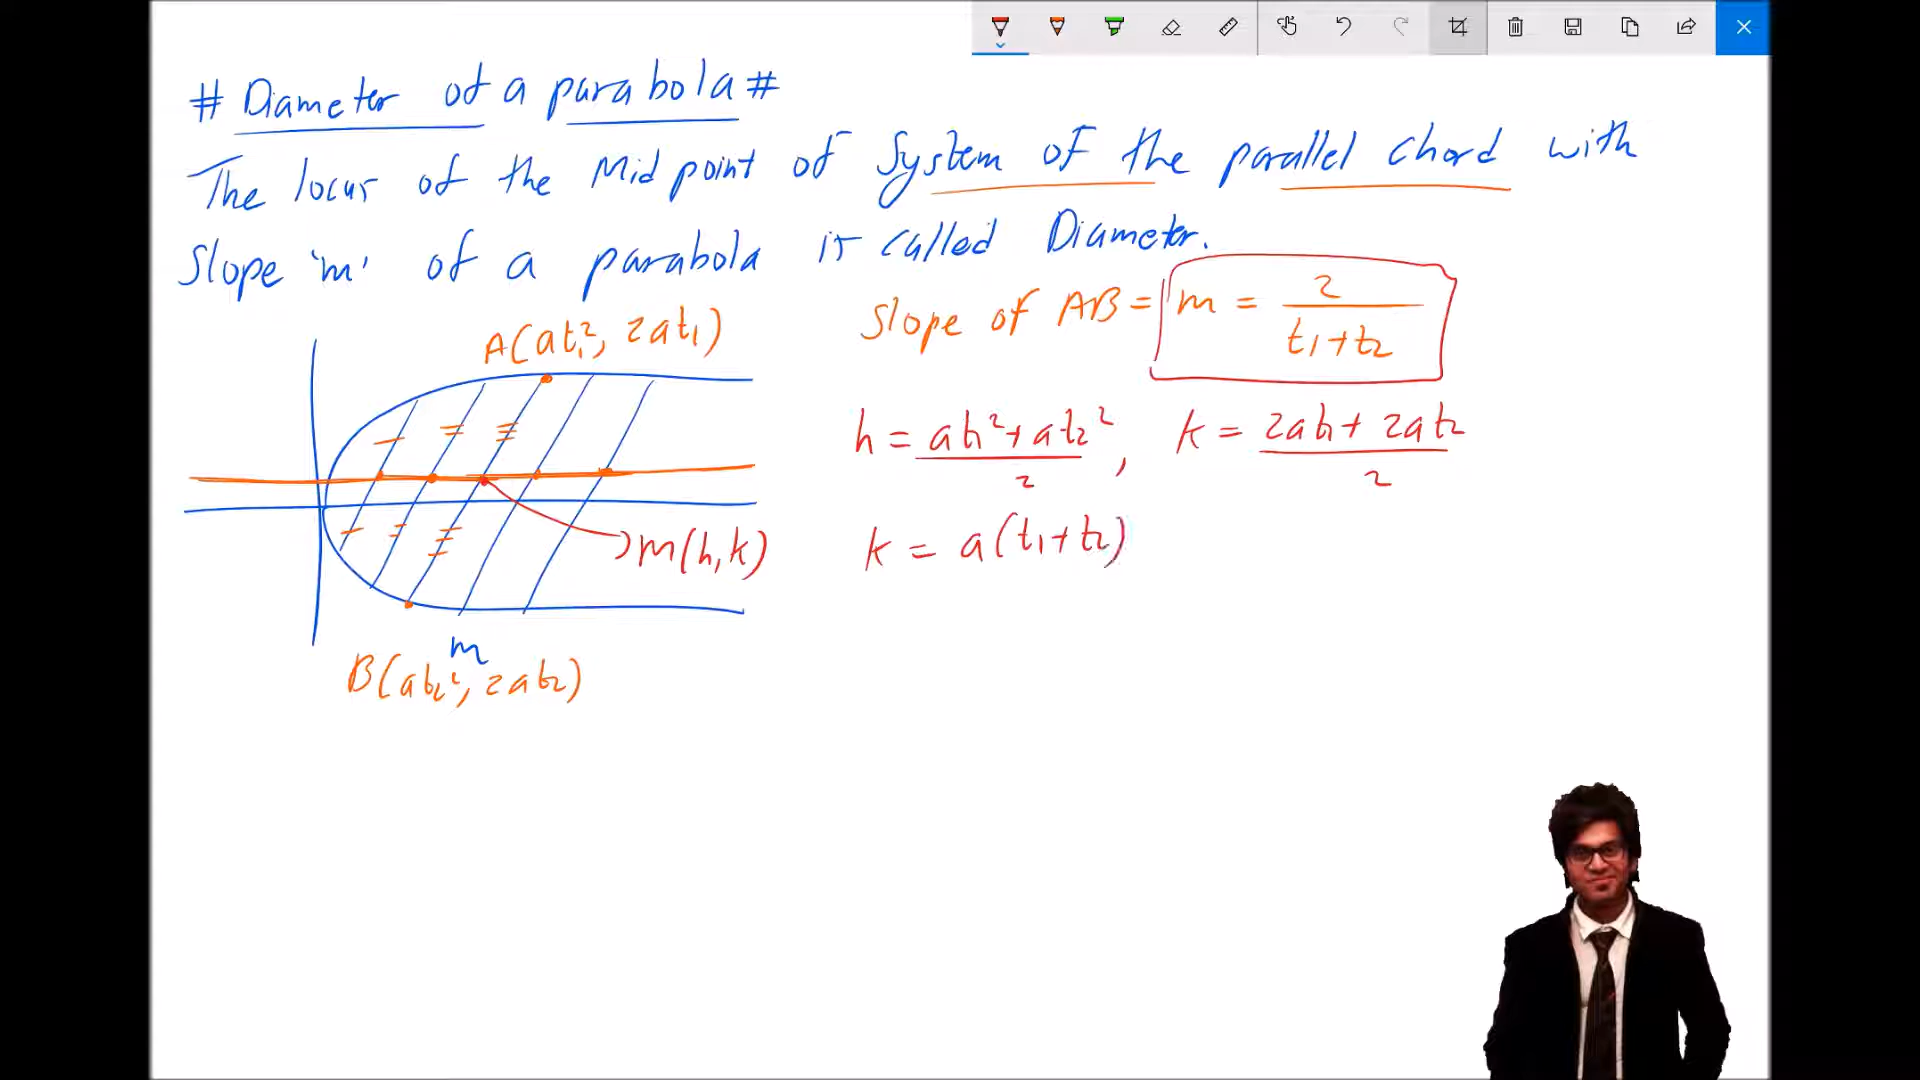 # Diameter of a parabola #
The locus of the Mid point of System of the parallel chord with
Slope 'm' of a parabola is called Diameter.
Slope of AB = m = 2/(t₁+t₂)
A(at₁², 2at₁)
h = (at₁²+at₂²)/2, k = (2at₁+2at₂)/2
m(h,k)
k = a(t₁+t₂)
m
B(at₂², 2at₂)